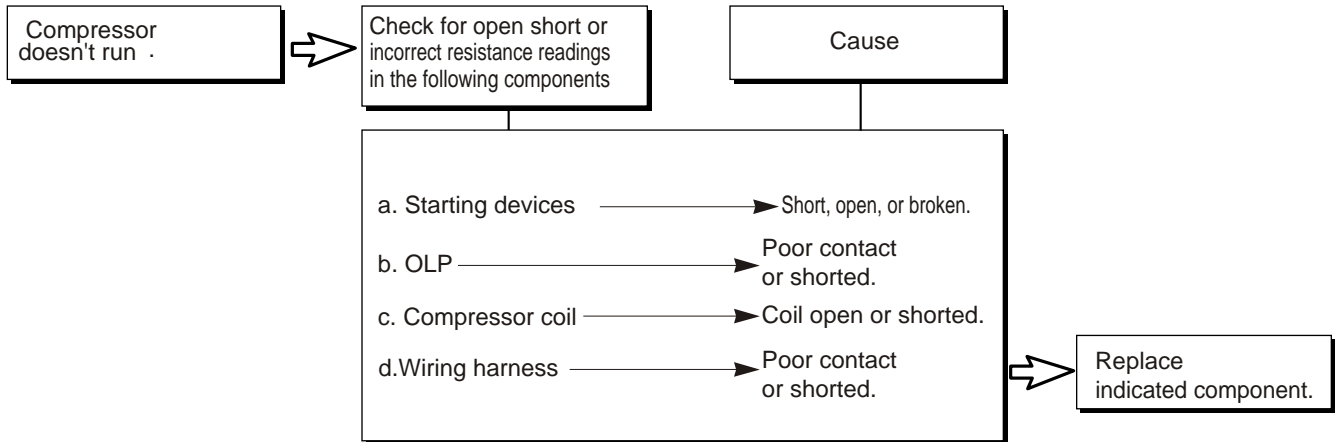 Compressor
doesn't run .
Check for open short or
incorrect resistance readings
in the following components
Cause
a. Starting devices
Short, open, or broken.
b. OLP
Poor contact
or shorted.
c. Compressor coil
Coil open or shorted.
d.Wiring harness
Poor contact
or shorted.
Replace
indicated component.